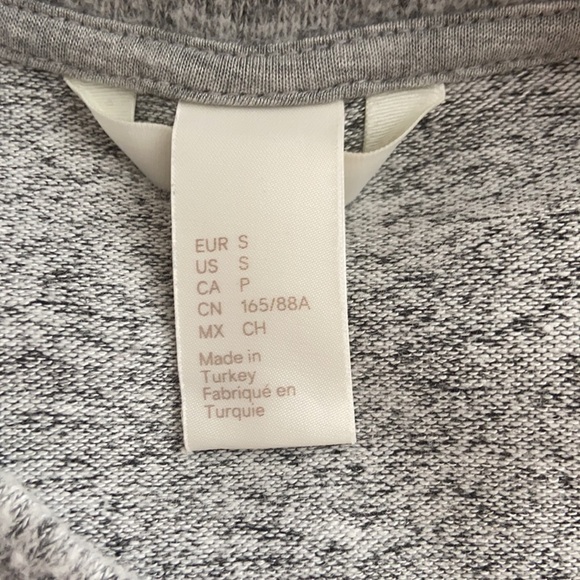 EUR S
US S
CA P
CN 165/88A
MX CH
Made in
Turkey
Fabriqué en
Turquie